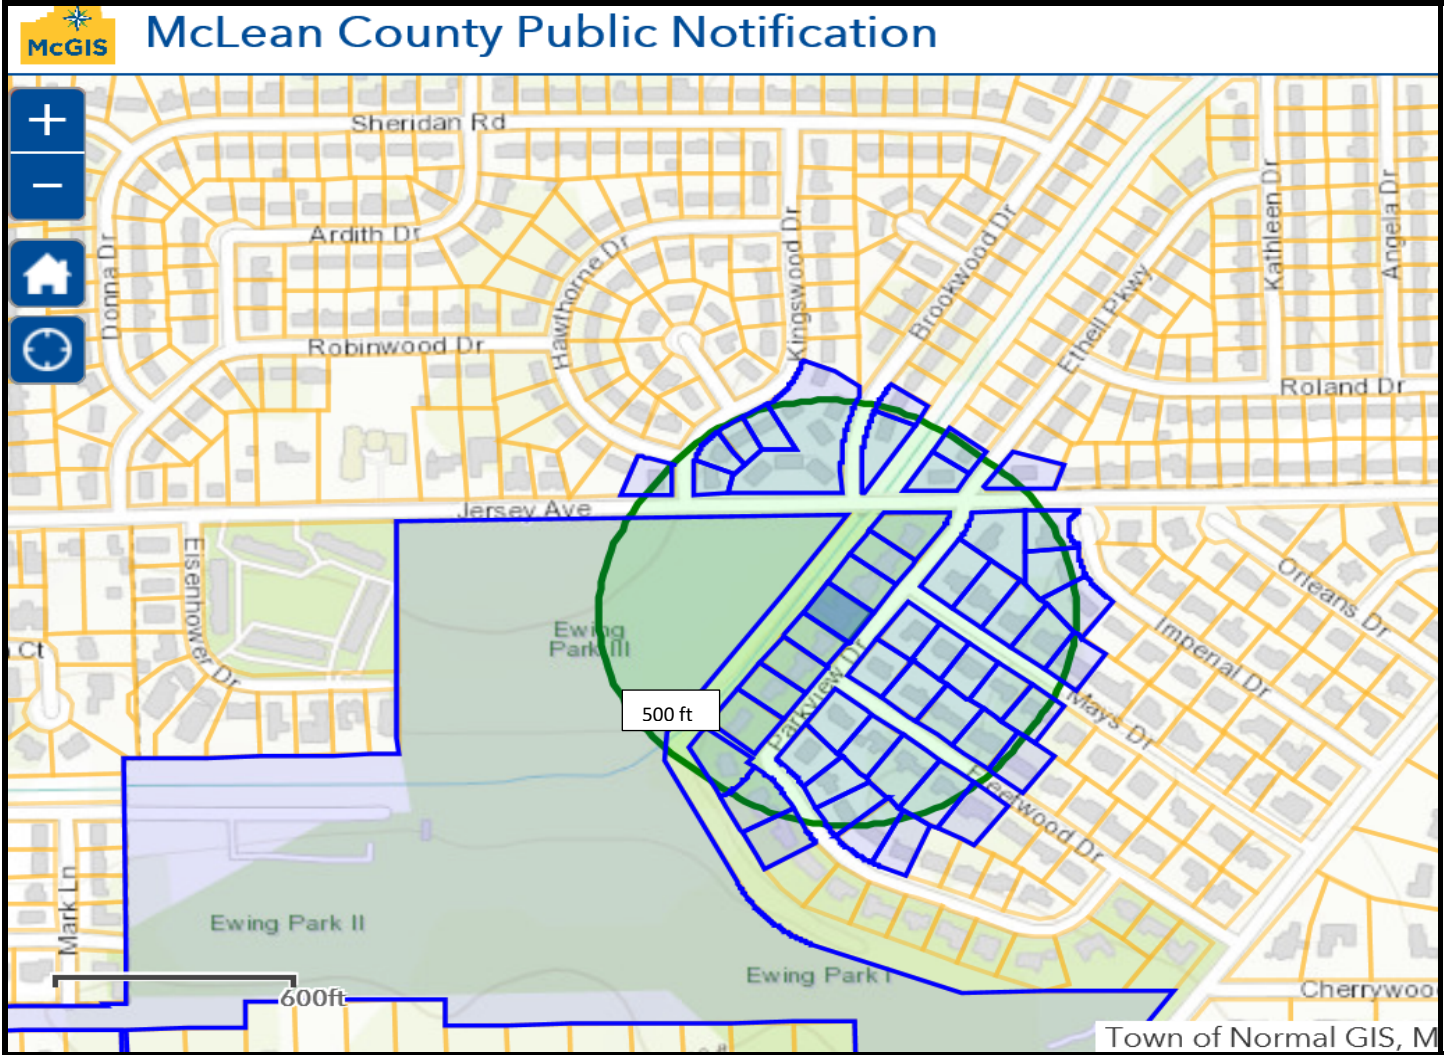 McGIS
McLean County Public Notification
+
−
Sheridan Rd
Ardith Dr
Donna Dr
Hawthorne Dr
Kingswood Dr
Brookwood Dr
Kathleen Dr
Angela Dr
Ethell Pkwy
Robinwood Dr
Roland Dr
Jersey Ave
Eisenhower Dr
Ewing
Park III
Ct
500 ft
Parkview Dr
Orleans Dr
Imperial Dr
Mays Dr
Fleetwood Dr
Mark Ln
Ewing Park II
Ewing Park I
600ft
Cherrywoo
Town of Normal GIS, M